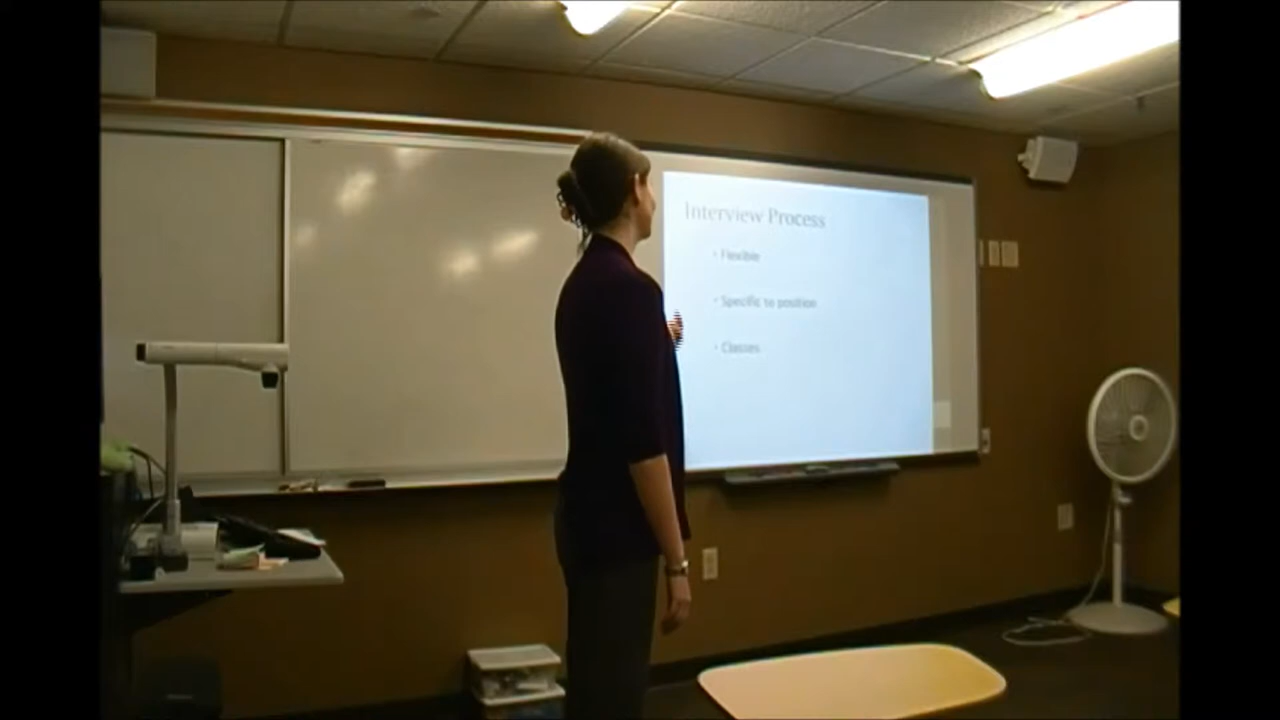 Interview Process
• Flexible
• Specific to position
• Classes